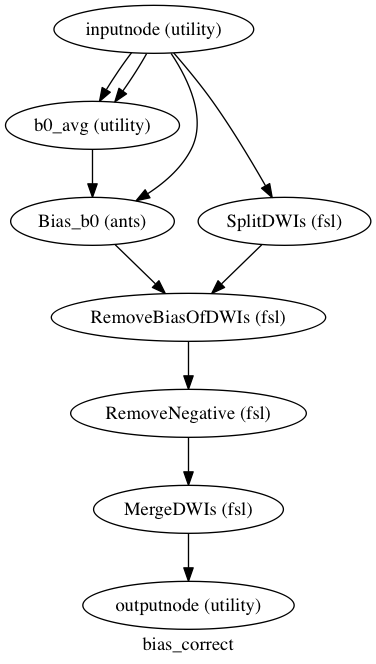 inputnode (utility)
b0_avg (utility)
Bias_b0 (ants)
SplitDWIs (fsl)
RemoveBiasOfDWIs (fsl)
RemoveNegative (fsl)
MergeDWIs (fsl)
outputnode (utility)
bias_correct